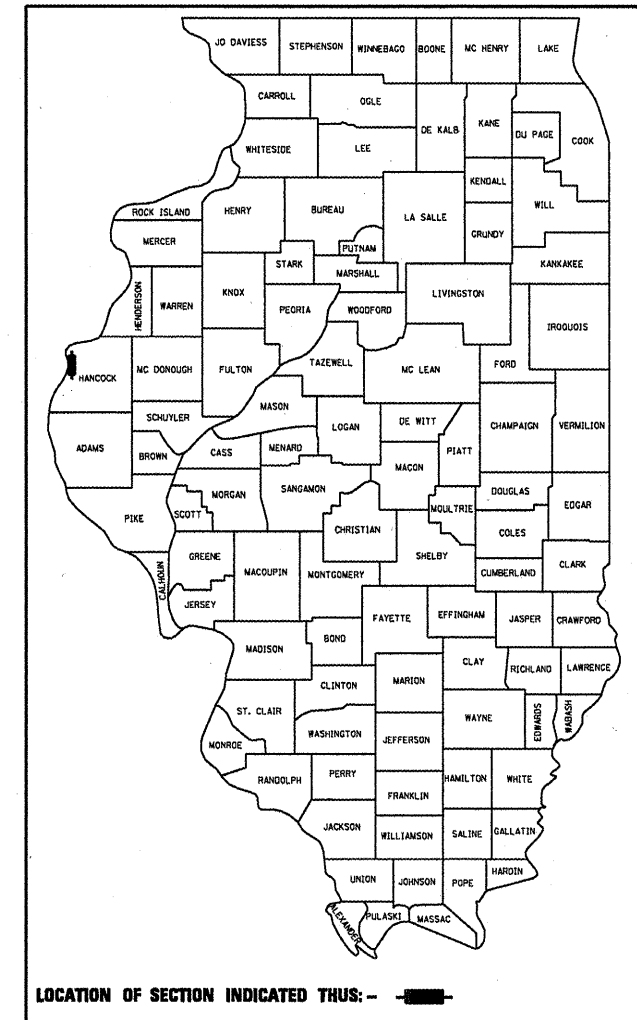 JO DAVIESS STEPHENSON WINNEBAGO BOONE MC HENRY LAKE
CARROLL OGLE DE KALB KANE DU PAGE COOK
WHITESIDE LEE KENDALL WILL
ROCK ISLAND HENRY BUREAU LA SALLE GRUNDY
MERCER PUTNAM KANKAKEE
HENDERSON WARREN KNOX STARK MARSHALL LIVINGSTON
PEORIA WOODFORD IROQUOIS
HANCOCK MC DONOUGH FULTON TAZEWELL MC LEAN FORD
SCHUYLER MASON LOGAN DE WITT CHAMPAIGN VERMILION
ADAMS BROWN CASS MENARD MACON PIATT
PIKE SCOTT MORGAN SANGAMON MOULTRIE DOUGLAS EDGAR
CHRISTIAN COLES
CALHOUN GREENE MACOUPIN MONTGOMERY SHELBY CUMBERLAND CLARK
JERSEY FAYETTE EFFINGHAM JASPER CRAWFORD
MADISON BOND CLAY RICHLAND LAWRENCE
CLINTON MARION
ST. CLAIR WAYNE EDWARDS WABASH
MONROE WASHINGTON JEFFERSON
RANDOLPH PERRY HAMILTON WHITE
FRANKLIN
JACKSON WILLIAMSON SALINE GALLATIN
UNION JOHNSON POPE HARDIN
ALEXANDER PULASKI MASSAC
LOCATION OF SECTION INDICATED THUS: -